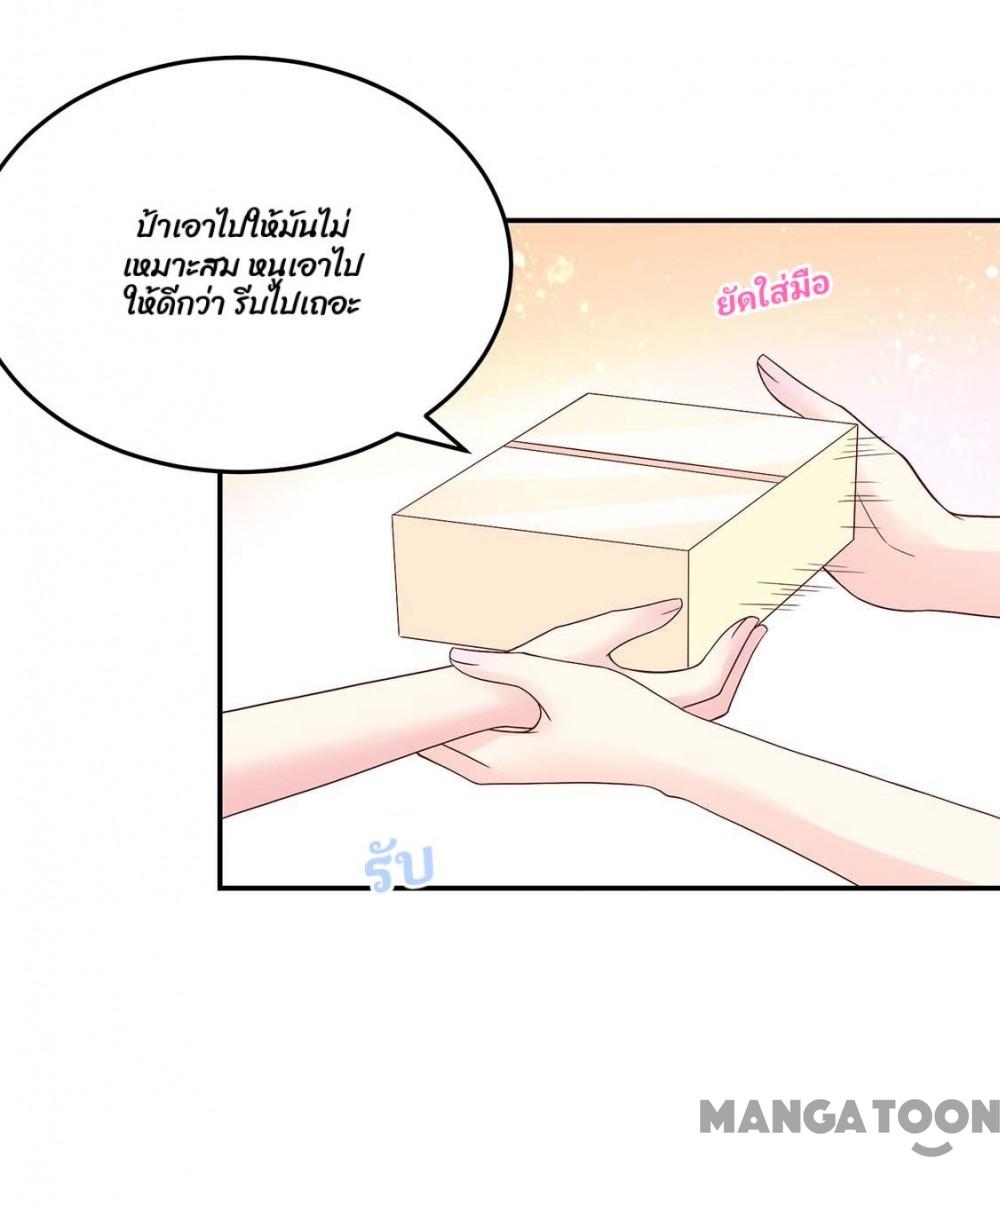 ป้าเอาไปให้มันไม่
เหมาะสม หนูเอาไป
ให้ดีกว่า รีบไปเถอะ
ยัดใส่มือ
รับ
MANGATOON